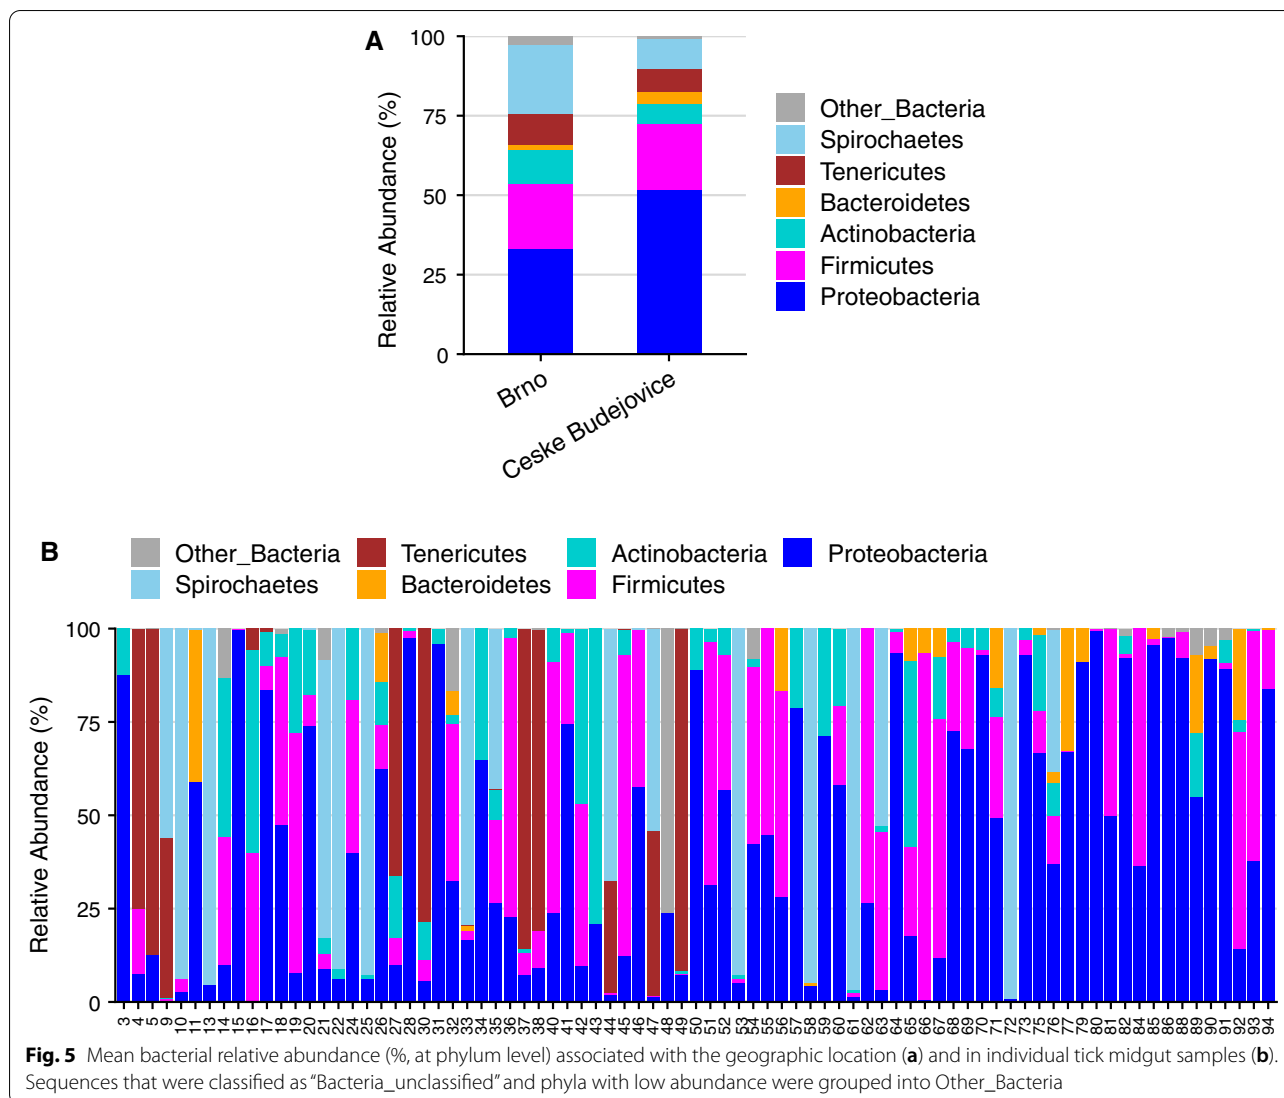 A
Relative Abundance (%)
100
75
50
25
0
Brno
Ceske Budejovice
Other_Bacteria
Spirochaetes
Tenericutes
Bacteroidetes
Actinobacteria
Firmicutes
Proteobacteria
B
Other_Bacteria Tenericutes Actinobacteria Proteobacteria
Spirochaetes Bacteroidetes Firmicutes
Relative Abundance (%)
100
75
50
25
0
3 4 5 9 10 11 13 14 15 16 17 18 19 20 21 22 24 25 26 27 28 30 31 32 33 34 35 36 37 38 40 41 42 43 44 45 46 47 48 49 50 51 52 53 54 55 56 57 58 59 60 61 62 63 64 65 66 67 68 69 70 71 72 73 75 76 77 79 80 81 82 84 85 86 88 89 90 91 92 93 94
Fig. 5 Mean bacterial relative abundance (%, at phylum level) associated with the geographic location (a) and in individual tick midgut samples (b).
Sequences that were classified as “Bacteria_unclassified” and phyla with low abundance were grouped into Other_Bacteria